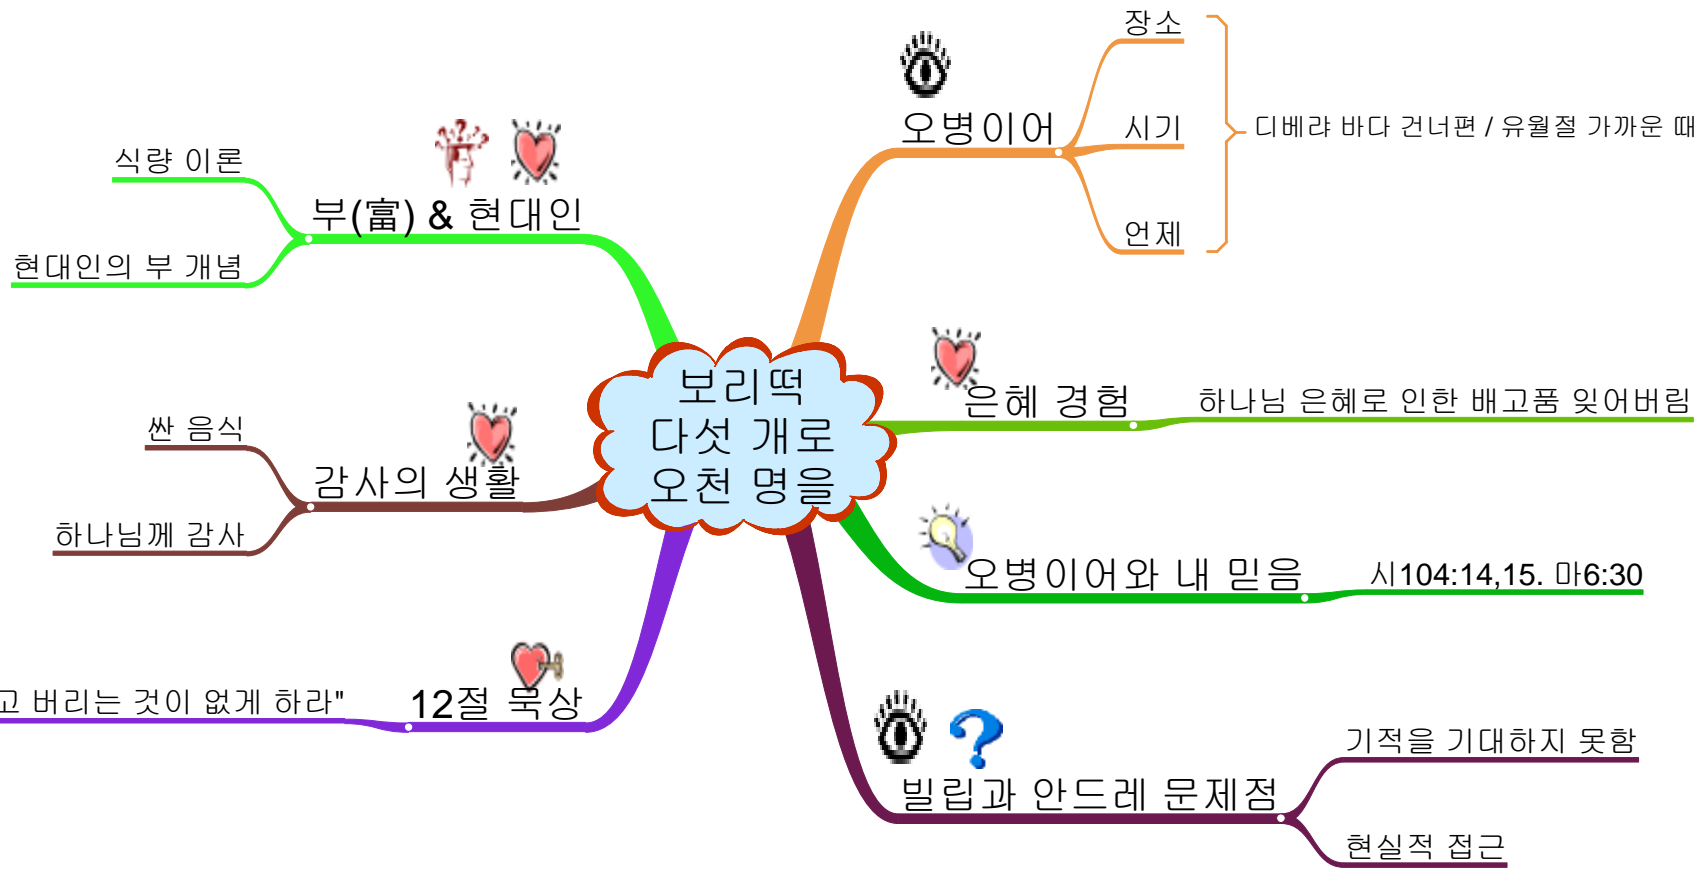 보리떡
다섯 개로
오천 명을
오병이어
장소
시기
언제
디베랴 바다 건너편 / 유월절 가까운 때
은혜 경험
하나님 은혜로 인한 배고품 잊어버림
오병이어와 내 믿음
시104:14,15. 마6:30
빌립과 안드레 문제점
기적을 기대하지 못함
현실적 접근
부(富) & 현대인
식량 이론
현대인의 부 개념
감사의 생활
싼 음식
하나님께 감사
12절 묵상
고 버리는 것이 없게 하라"